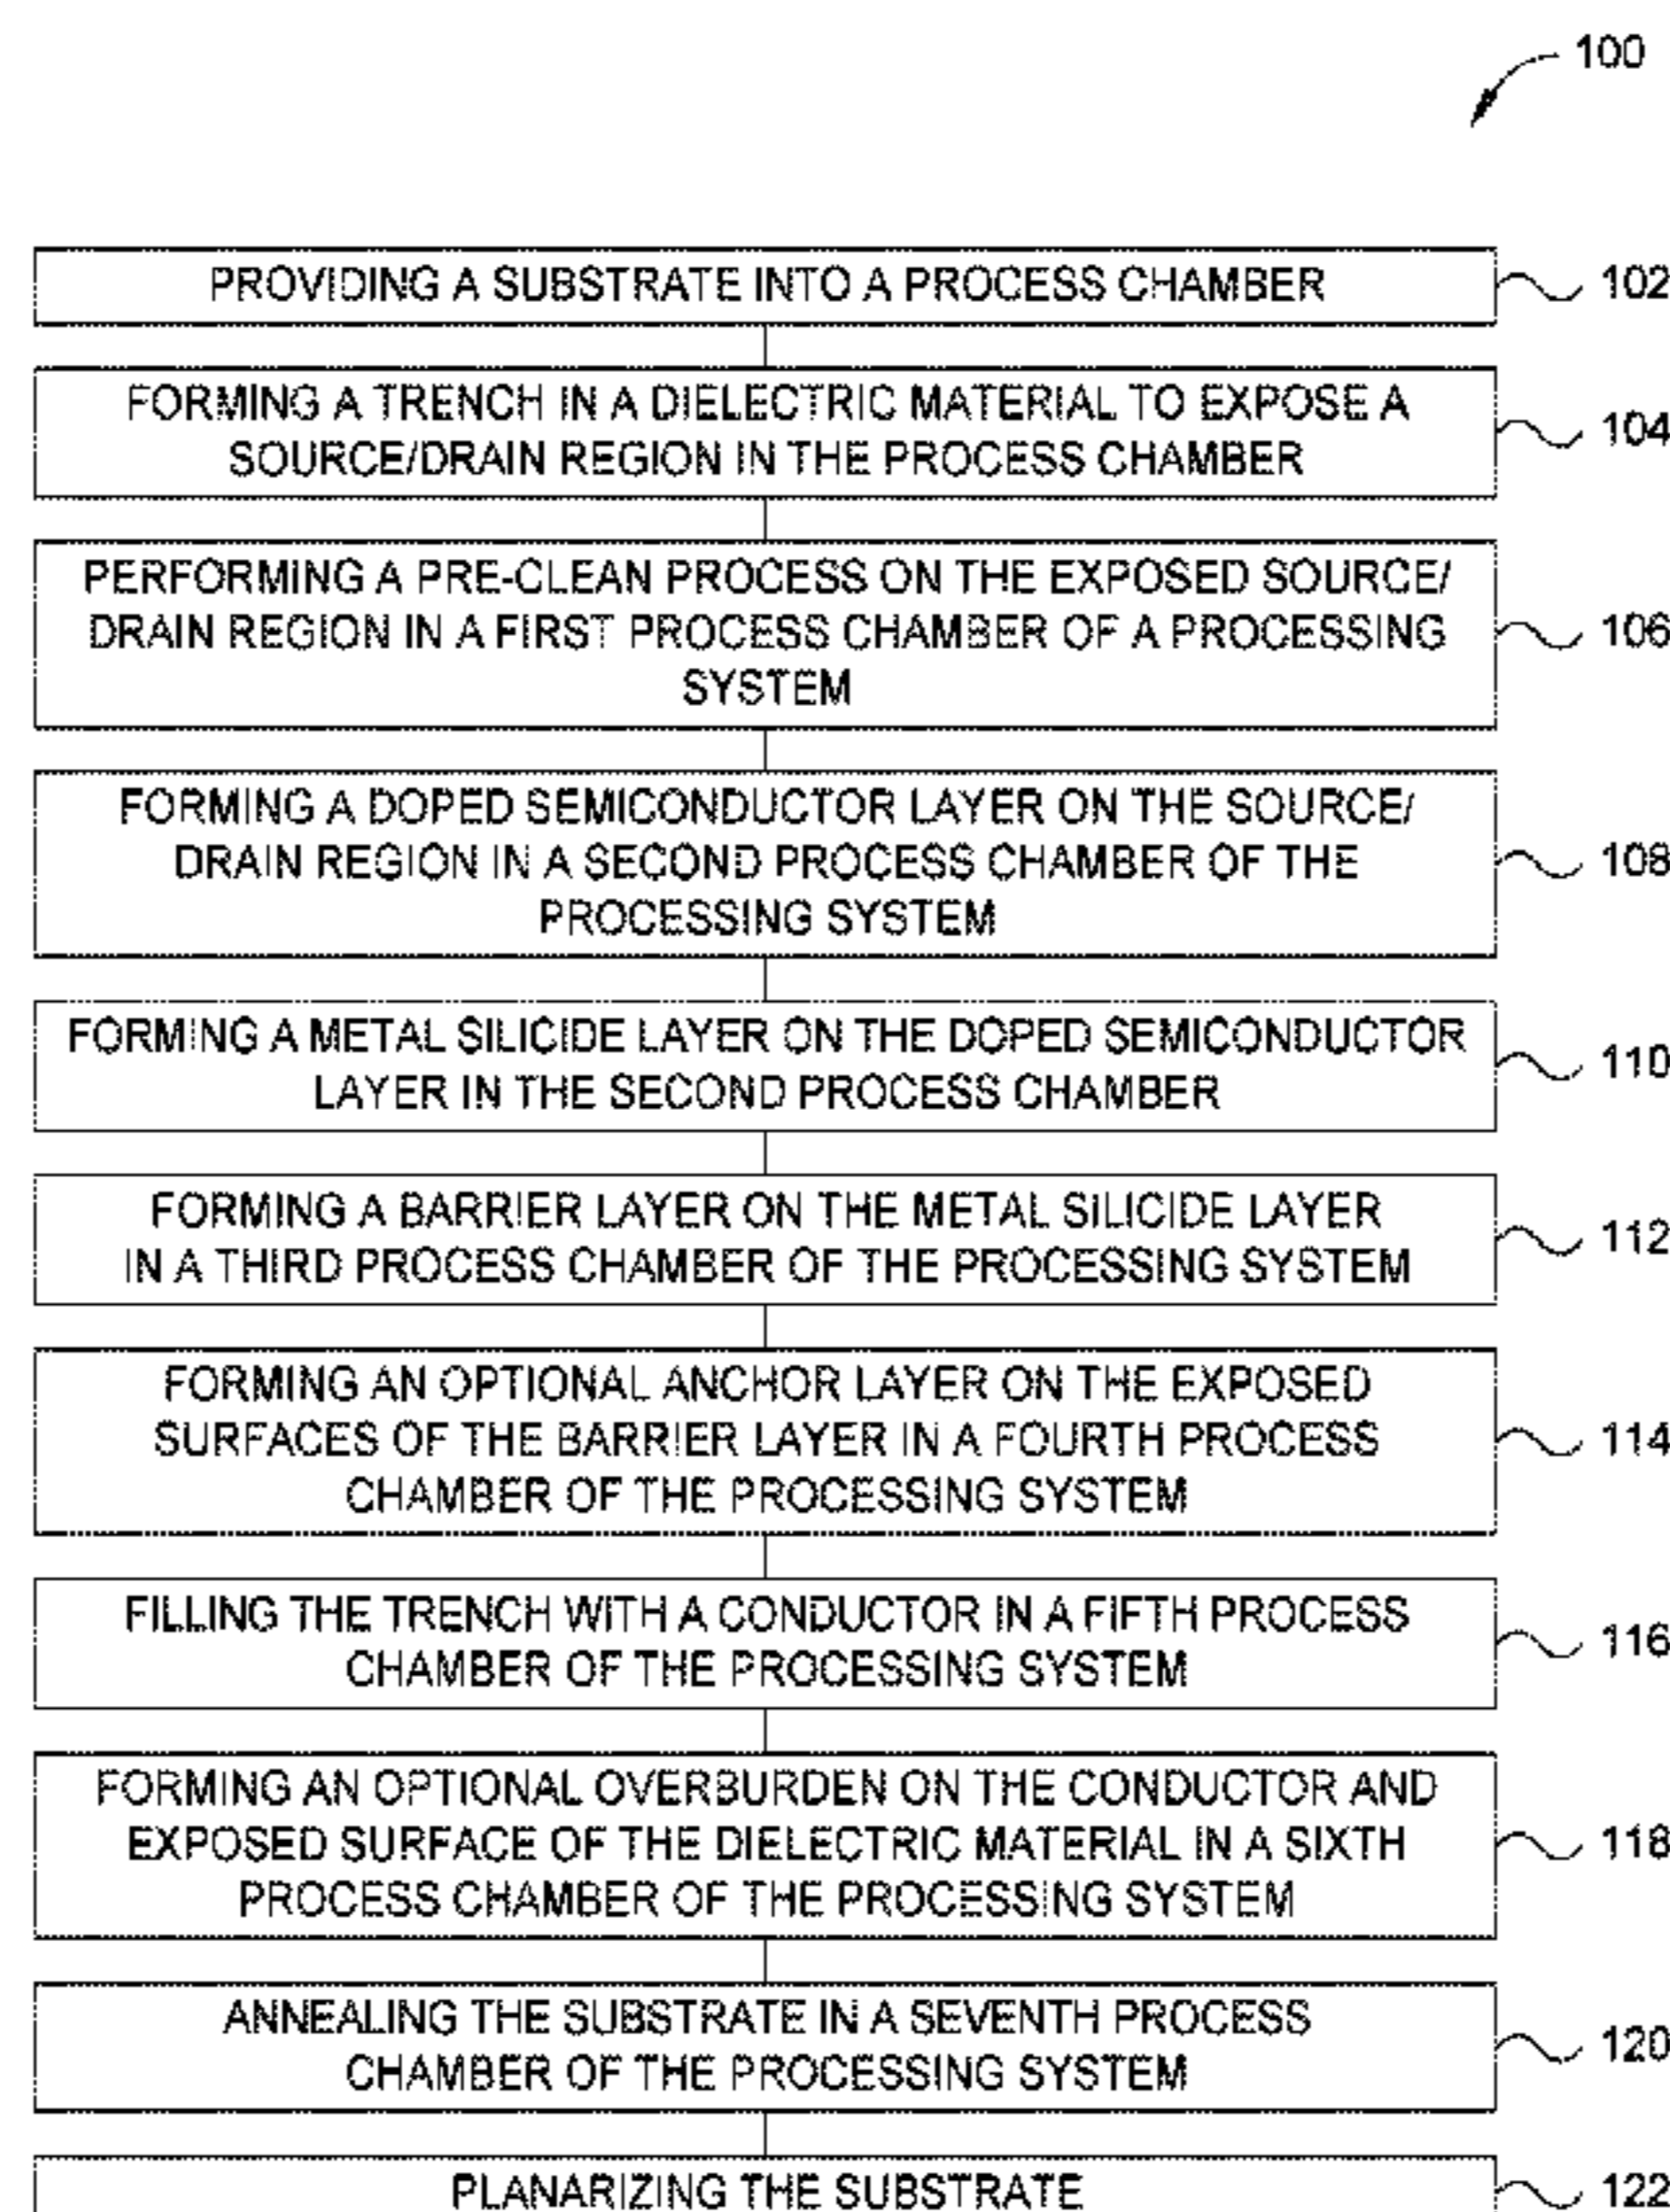 100
PROVIDING A SUBSTRATE INTO A PROCESS CHAMBER
102
FORMING A TRENCH IN A DIELECTRIC MATERIAL TO EXPOSE A
SOURCE/DRAIN REGION IN THE PROCESS CHAMBER
104
PERFORMING A PRE-CLEAN PROCESS ON THE EXPOSED SOURCE/
DRAIN REGION IN A FIRST PROCESS CHAMBER OF A PROCESSING
SYSTEM
106
FORMING A DOPED SEMICONDUCTOR LAYER ON THE SOURCE/
DRAIN REGION IN A SECOND PROCESS CHAMBER OF THE
PROCESSING SYSTEM
108
FORMING A METAL SILICIDE LAYER ON THE DOPED SEMICONDUCTOR
LAYER IN THE SECOND PROCESS CHAMBER
110
FORMING A BARRIER LAYER ON THE METAL SILICIDE LAYER
IN A THIRD PROCESS CHAMBER OF THE PROCESSING SYSTEM
112
FORMING AN OPTIONAL ANCHOR LAYER ON THE EXPOSED
SURFACES OF THE BARRIER LAYER IN A FOURTH PROCESS
CHAMBER OF THE PROCESSING SYSTEM
114
FILLING THE TRENCH WITH A CONDUCTOR IN A FIFTH PROCESS
CHAMBER OF THE PROCESSING SYSTEM
116
FORMING AN OPTIONAL OVERBURDEN ON THE CONDUCTOR AND
EXPOSED SURFACE OF THE DIELECTRIC MATERIAL IN A SIXTH
PROCESS CHAMBER OF THE PROCESSING SYSTEM
118
ANNEALING THE SUBSTRATE IN A SEVENTH PROCESS
CHAMBER OF THE PROCESSING SYSTEM
120
PLANARIZING THE SUBSTRATE
122